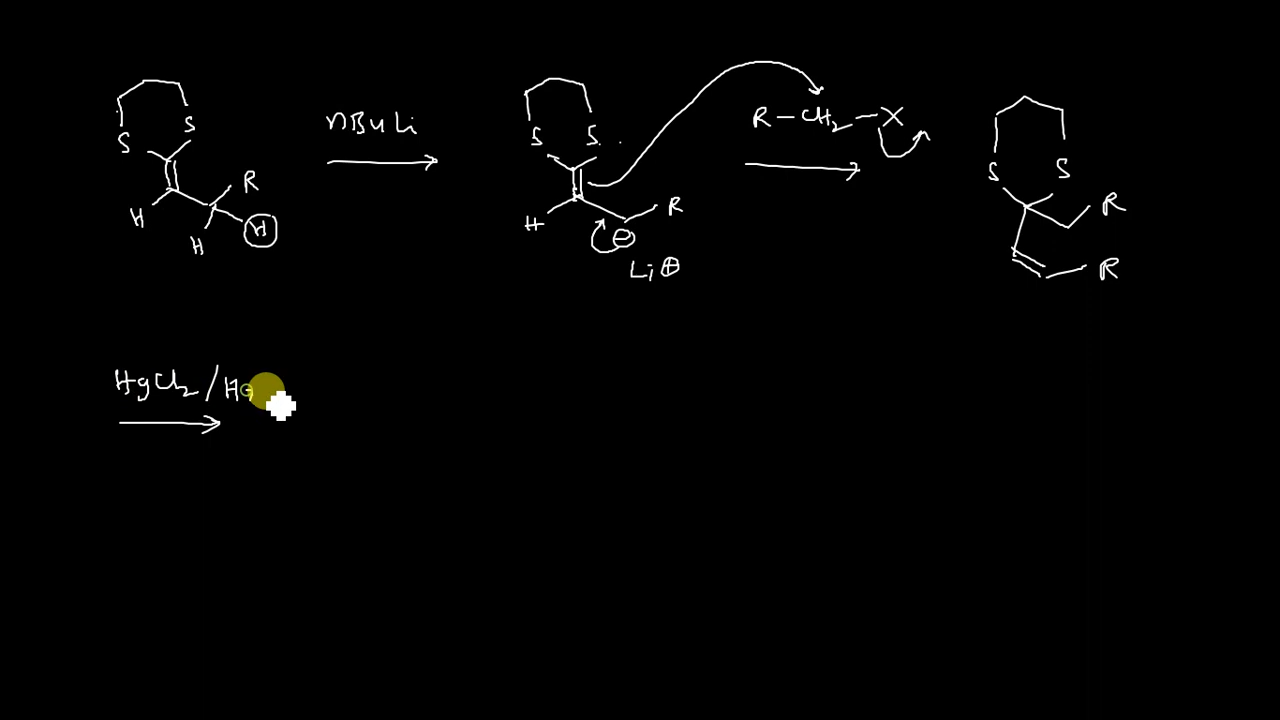 S S R H H H
nBuLi
S S R H ⊖ Li⊕
R-CH2-X
S S R R
HgCl2/H